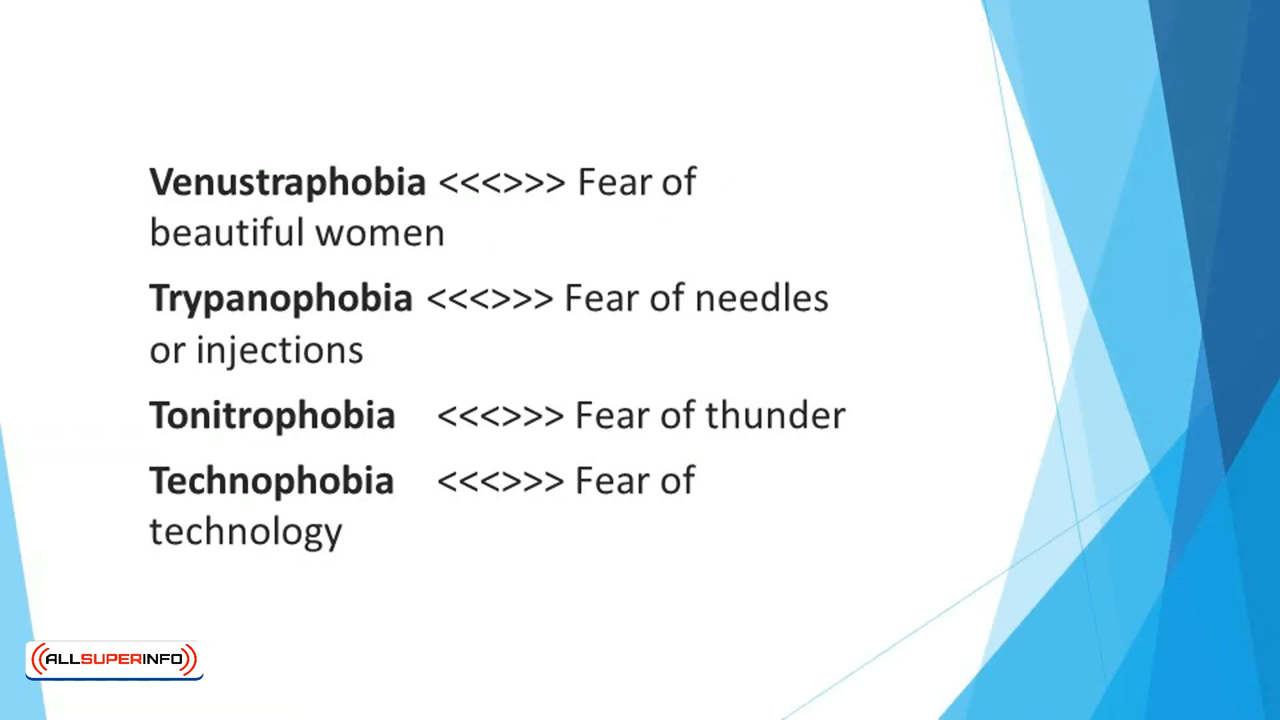 Venustraphobia <<<>>> Fear of
beautiful women
Trypanophobia <<<>>> Fear of needles
or injections
Tonitrophobia <<<>>> Fear of thunder
Technophobia <<<>>> Fear of
technology
((ALLSUPERINFO))